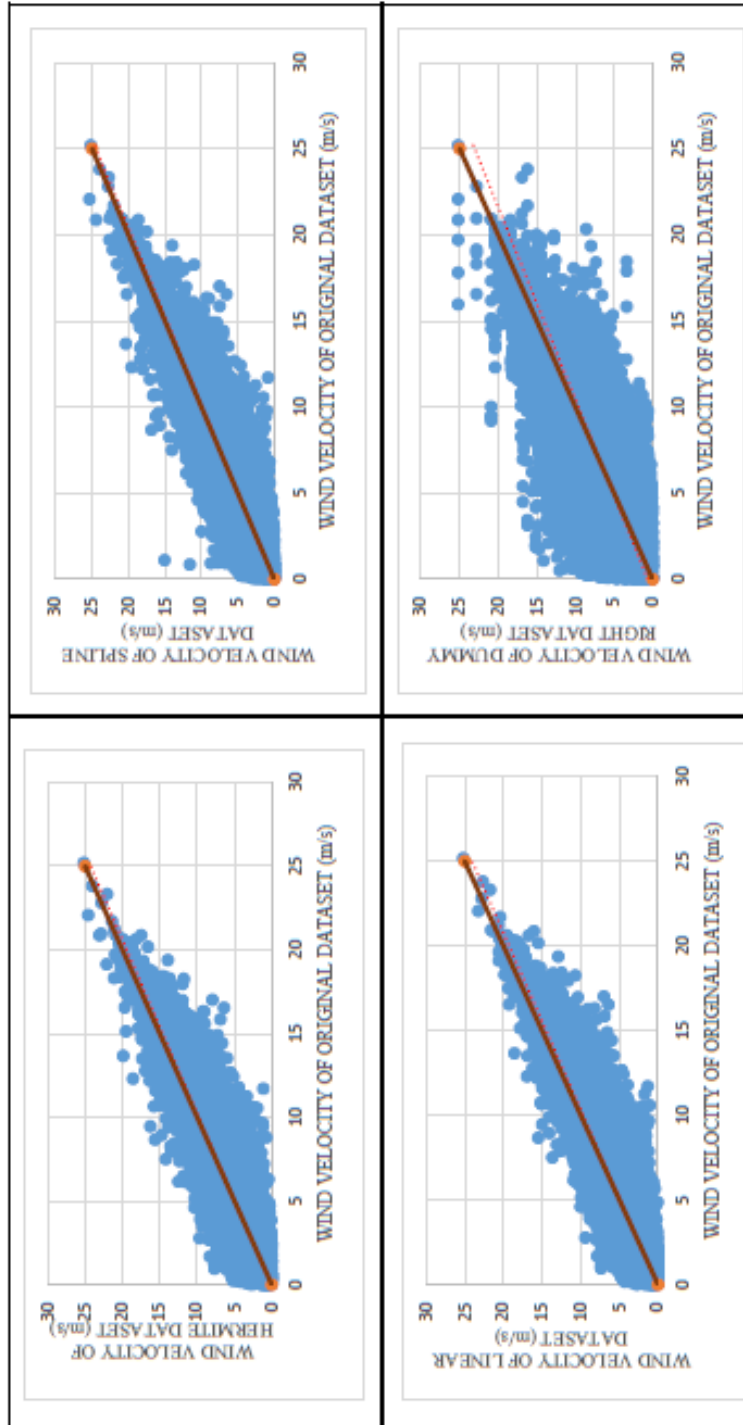 WIND VELOCITY OF
HERMITE DATASET (m/s)
30
25
20
15
10
5
0
0 5 10 15 20 25 30
WIND VELOCITY OF ORIGINAL DATASET (m/s)
WIND VELOCITY OF SPLINE
DATASET (m/s)
30
25
20
15
10
5
0
0 5 10 15 20 25 30
WIND VELOCITY OF ORIGINAL DATASET (m/s)
WIND VELOCITY OF LINEAR
DATASET (m/s)
30
25
20
15
10
5
0
0 5 10 15 20 25 30
WIND VELOCITY OF ORIGINAL DATASET (m/s)
WIND VELOCITY OF DUMMY
RIGHT DATASET (m/s)
30
25
20
15
10
5
0
0 5 10 15 20 25 30
WIND VELOCITY OF ORIGINAL DATASET (m/s)